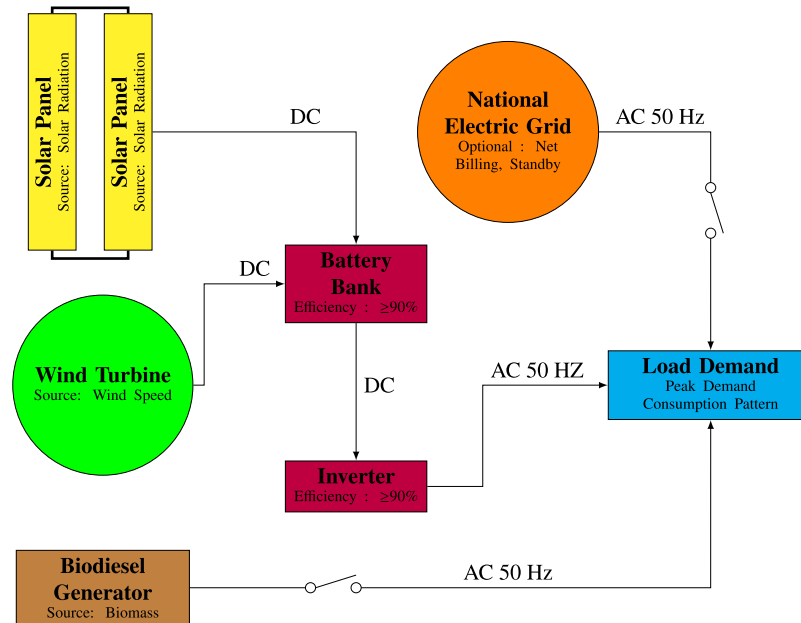 Solar Panel
Source: Solar Radiation
Solar Panel
Source: Solar Radiation
DC
National
Electric Grid
Optional : Net
Billing, Standby
AC 50 Hz
DC
Battery
Bank
Efficiency : ≥90%
Wind Turbine
Source: Wind Speed
DC
AC 50 HZ
Load Demand
Peak Demand
Consumption Pattern
Inverter
Efficiency : ≥90%
Biodiesel
Generator
Source: Biomass
AC 50 Hz